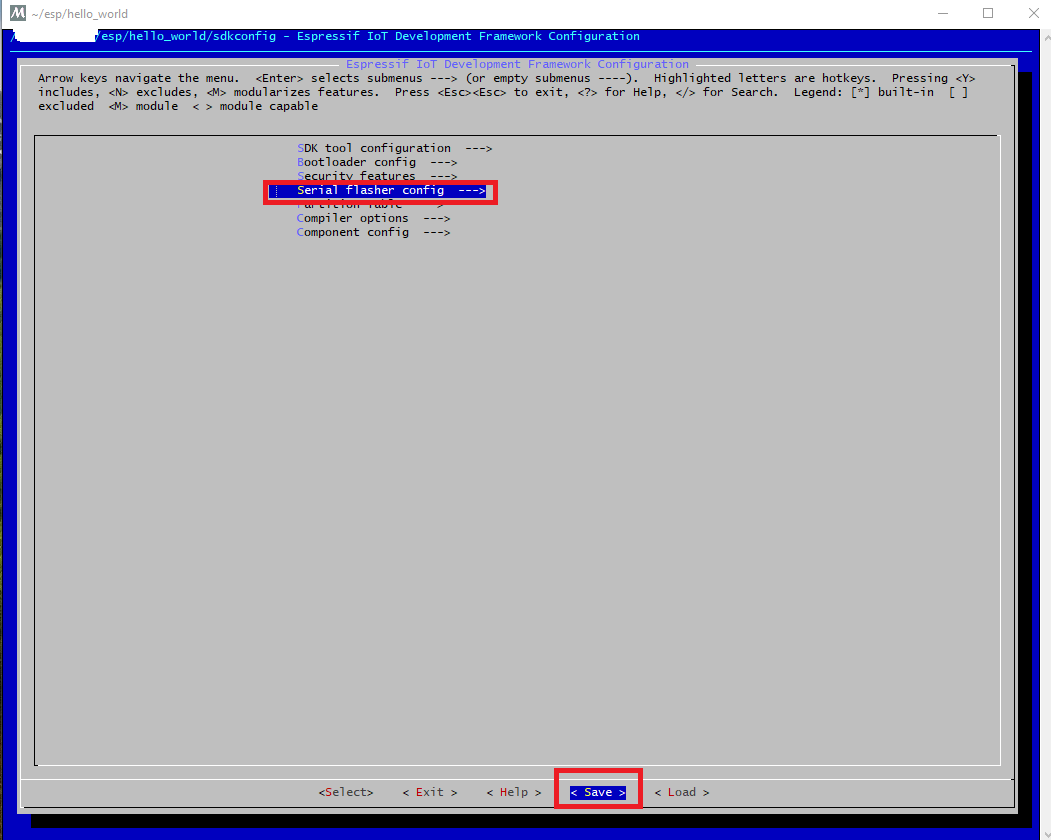 ~/esp/hello_world
/esp/hello_world/sdkconfig - Espressif IoT Development Framework Configuration
Espressif IoT Development Framework Configuration
Arrow keys navigate the menu.  <Enter> selects submenus ---> (or empty submenus ----).  Highlighted letters are hotkeys.  Pressing <Y>
includes, <N> excludes, <M> modularizes features.  Press <Esc><Esc> to exit, <?> for Help, </> for Search.  Legend: [*] built-in  [ ]
excluded  <M> module  < > module capable
SDK tool configuration  --->
Bootloader config  --->
Security features  --->
Serial flasher config  --->
Partition Table  --->
Compiler options  --->
Component config  --->
<Select>    < Exit >    < Help >    < Save >    < Load >